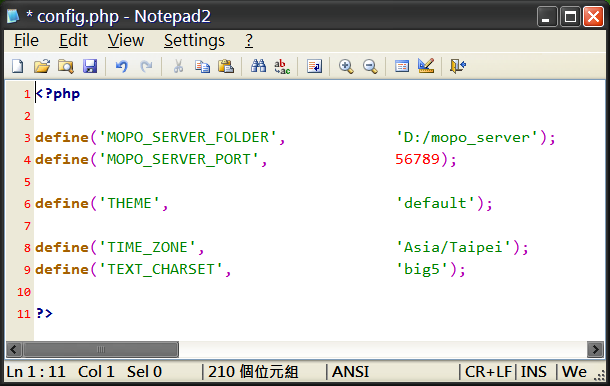 * config.php - Notepad2
File Edit View Settings ?
1 <?php
2
3 define('MOPO_SERVER_FOLDER', 'D:/mopo_server');
4 define('MOPO_SERVER_PORT', 56789);
5
6 define('THEME', 'default');
7
8 define('TIME_ZONE', 'Asia/Taipei');
9 define('TEXT_CHARSET', 'big5');
10
11 ?>
Ln 1 : 11 Col 1 Sel 0 210 個位元組 ANSI CR+LF INS We